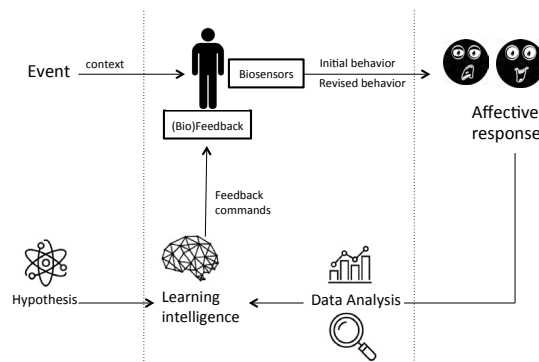 Event
context
Biosensors
Initial behavior
Revised behavior
(Bio)Feedback
Affective
response
Feedback
commands
Hypothesis
Learning
intelligence
Data Analysis